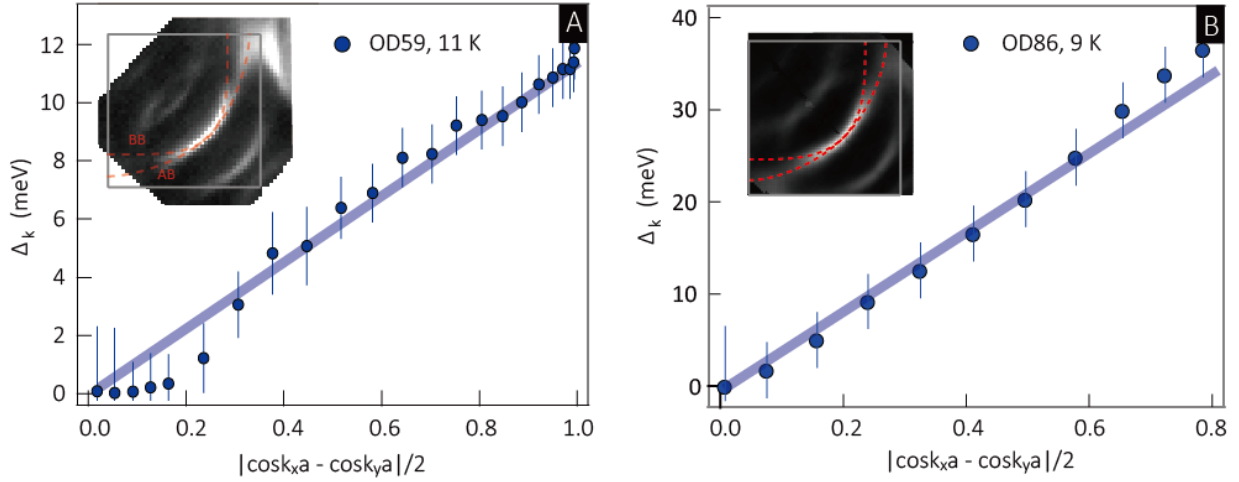 A
OD59, 11 K
BB
AB
12
10
8
6
4
2
0
Δk (meV)
0.0 0.2 0.4 0.6 0.8 1.0
|coskxa - coskya|/2
B
OD86, 9 K
40
30
20
10
0
Δk (meV)
0.0 0.2 0.4 0.6 0.8
|coskxa - coskya|/2